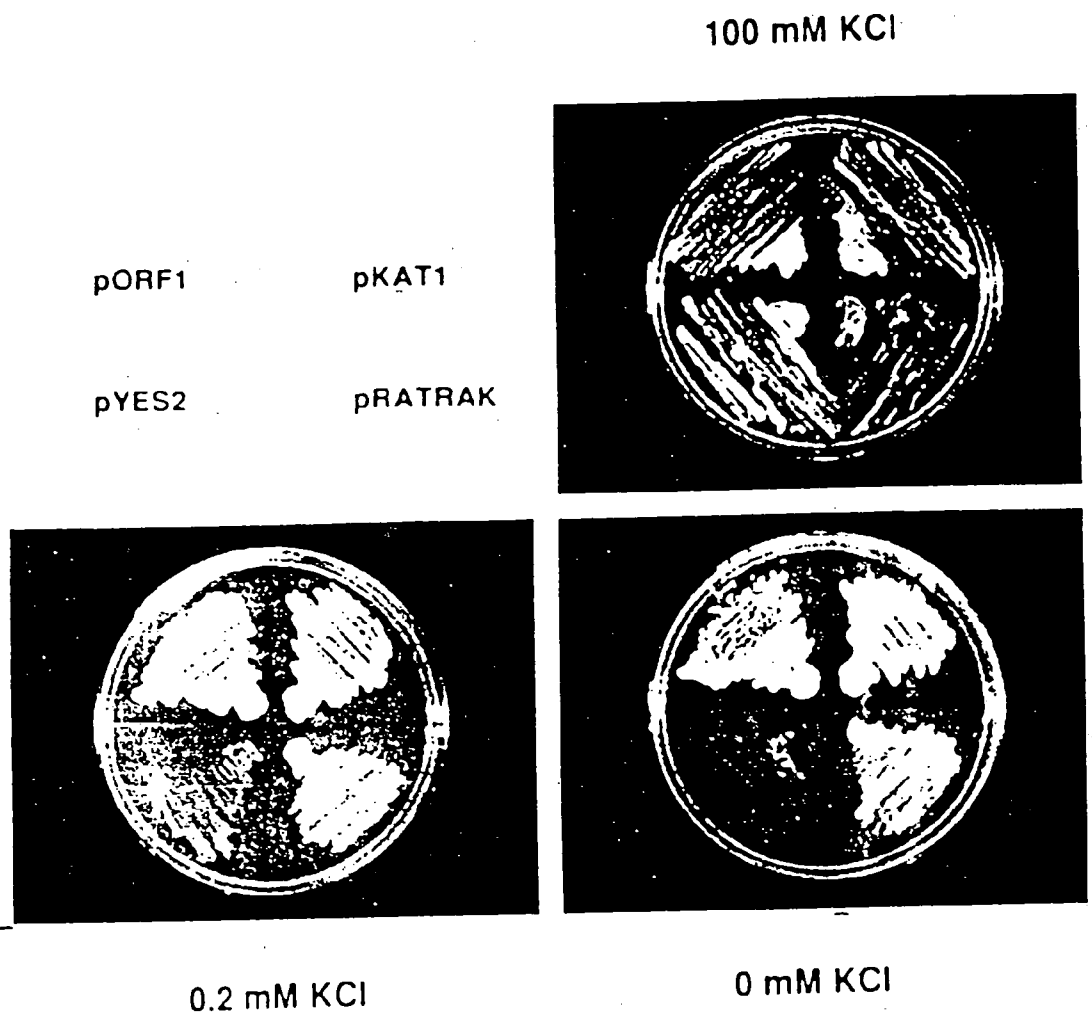 100 mM KCl
pORF1 pKAT1
pYES2 pRATRAK
0.2 mM KCl
0 mM KCl